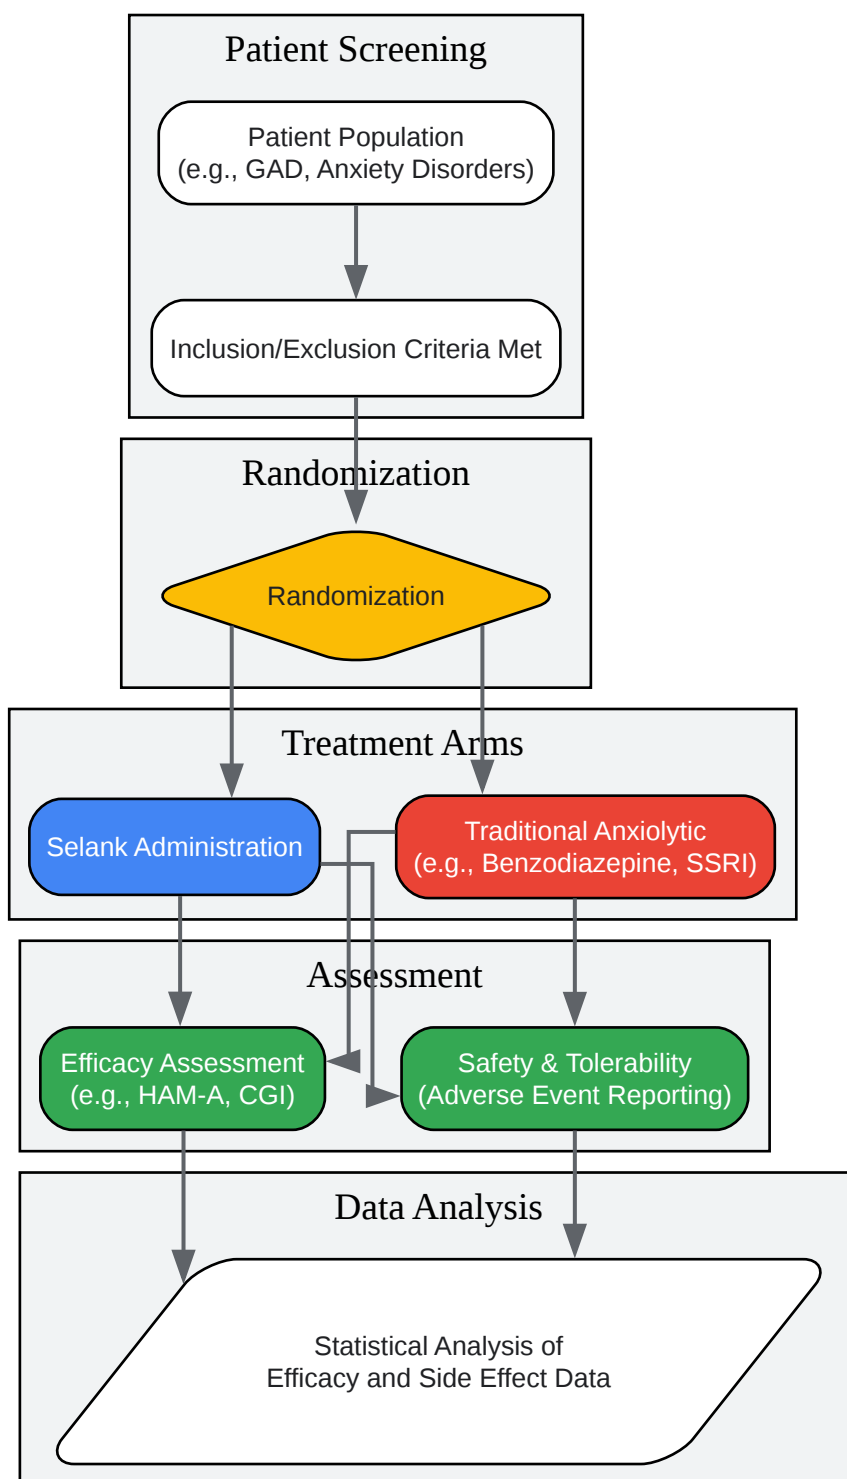 Patient Screening
Patient Population
(e.g., GAD, Anxiety Disorders)
Inclusion/Exclusion Criteria Met
Randomization
Randomization
Treatment Arms
Selank Administration
Traditional Anxiolytic
(e.g., Benzodiazepine, SSRI)
Assessment
Efficacy Assessment
(e.g., HAM-A, CGI)
Safety & Tolerability
(Adverse Event Reporting)
Data Analysis
Statistical Analysis of
Efficacy and Side Effect Data